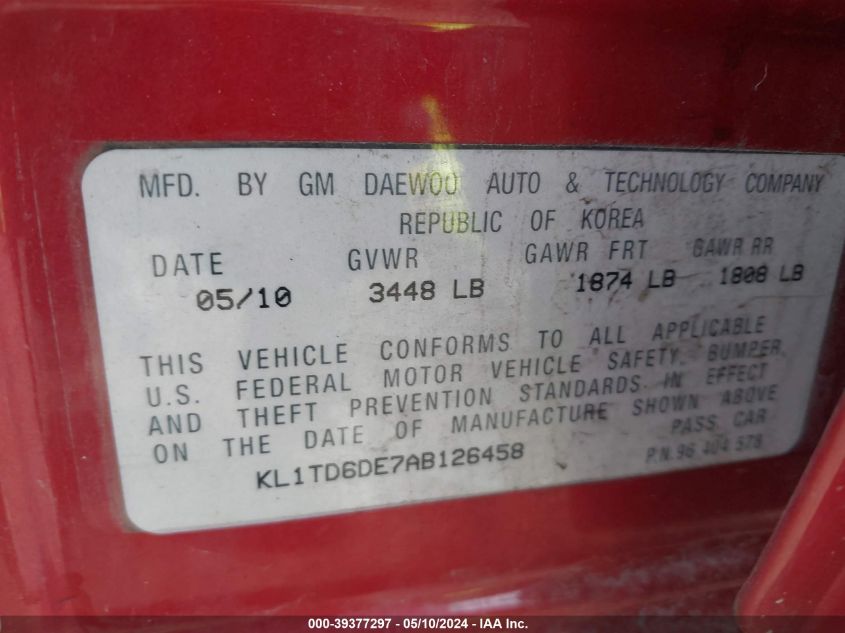 MFD. BY GM DAEWOO AUTO & TECHNOLOGY COMPANY
REPUBLIC OF KOREA
DATE GVWR GAWR FRT GAWR RR
05/10 3448 LB 1874 LB 1808 LB
THIS VEHICLE CONFORMS TO ALL APPLICABLE
U.S. FEDERAL MOTOR VEHICLE SAFETY, BUMPER,
AND THEFT PREVENTION STANDARDS IN EFFECT
ON THE DATE OF MANUFACTURE SHOWN ABOVE
PASS CAR
KL1TD6DE7AB126458 P.N.96 404 578
000-39377297 - 05/10/2024 - IAA Inc.